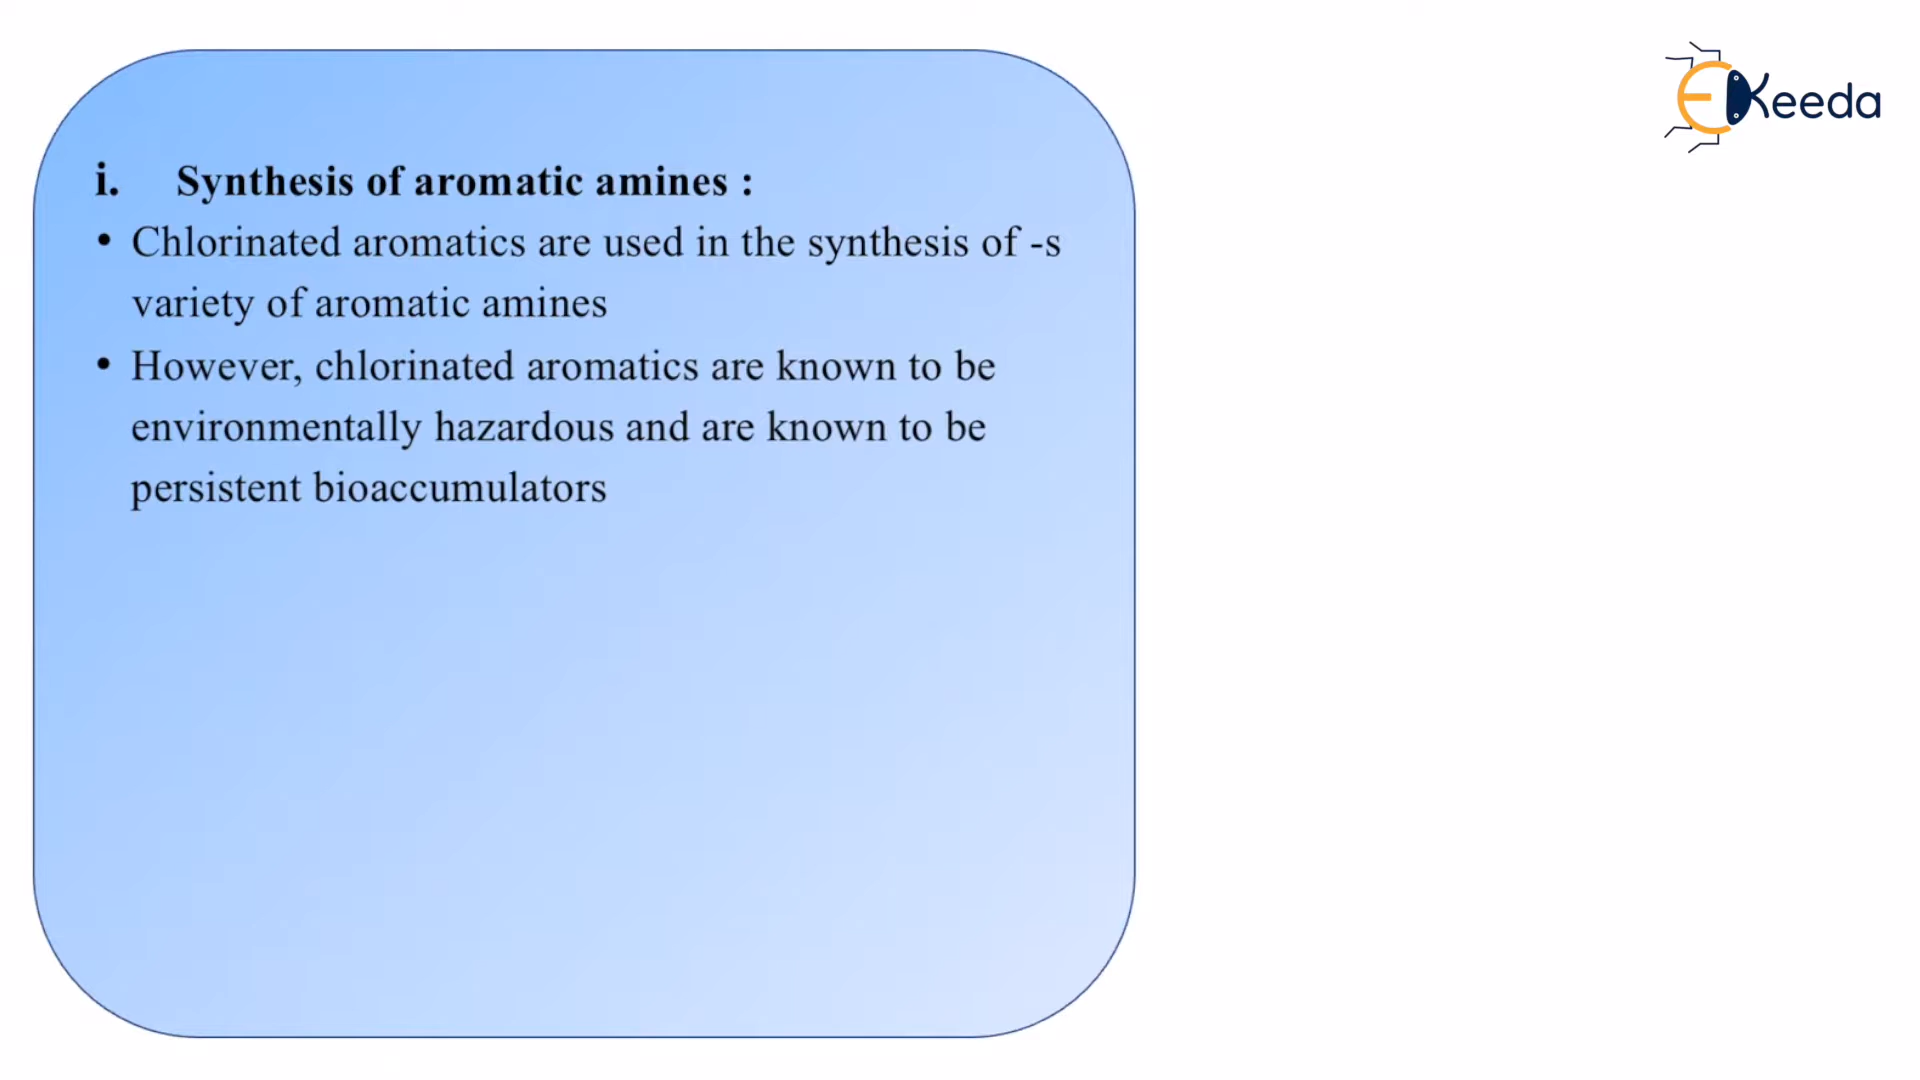 EKeeda
i. Synthesis of aromatic amines :
• Chlorinated aromatics are used in the synthesis of -s
variety of aromatic amines
• However, chlorinated aromatics are known to be
environmentally hazardous and are known to be
persistent bioaccumulators